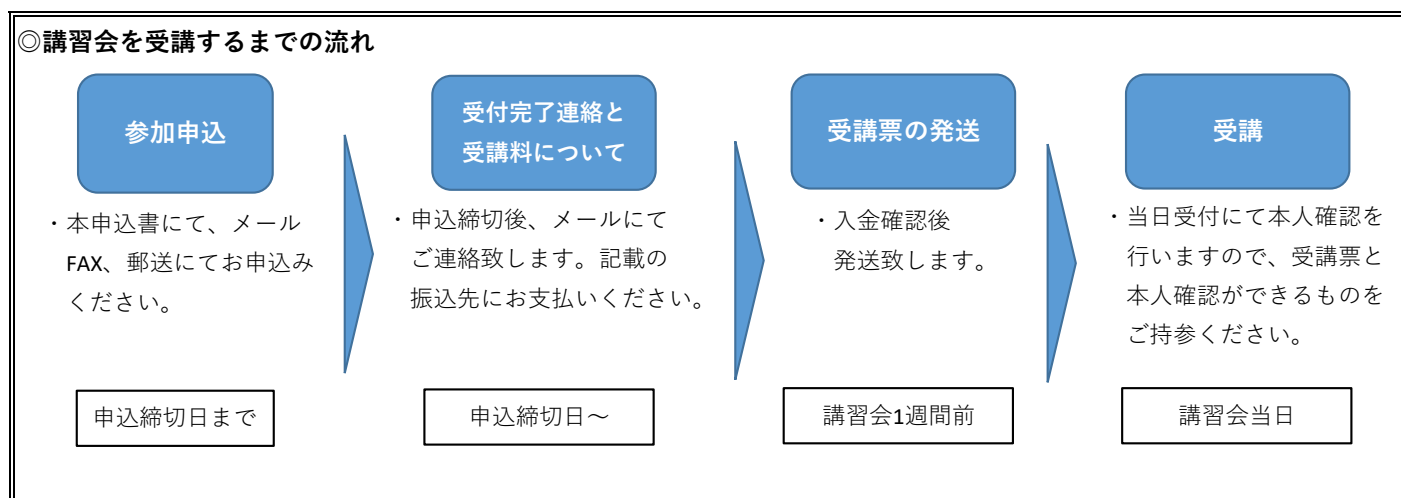 ◎講習会を受講するまでの流れ
参加申込
・本申込書にて、メール
FAX、郵送にてお申込み
ください。
申込締切日まで
受付完了連絡と
受講料について
・申込締切後、メールにて
ご連絡致します。記載の
振込先にお支払いください。
申込締切日～
受講票の発送
・入金確認後
発送致します。
講習会1週間前
受講
・当日受付にて本人確認を
行いますので、受講票と
本人確認ができるものを
ご持参ください。
講習会当日